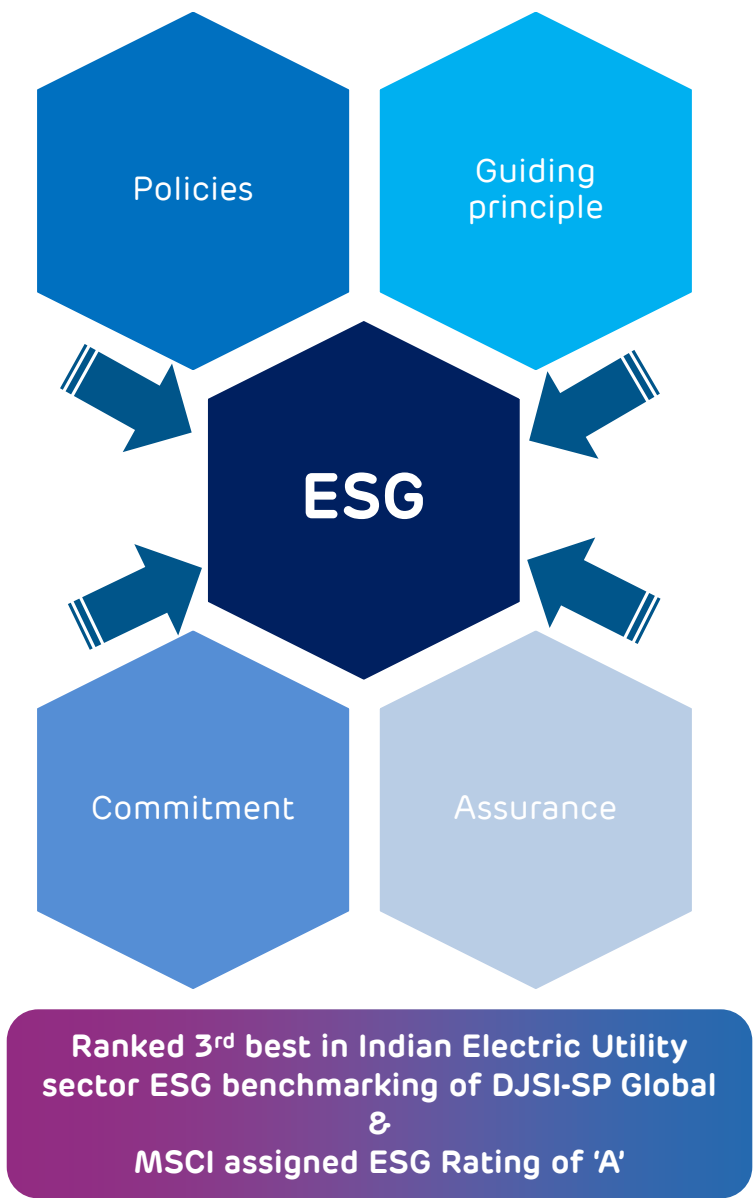 Policies
Guiding
principle
ESG
Commitment
Assurance
Ranked 3rd best in Indian Electric Utility
sector ESG benchmarking of DJSI-SP Global
&
MSCI assigned ESG Rating of ‘A’